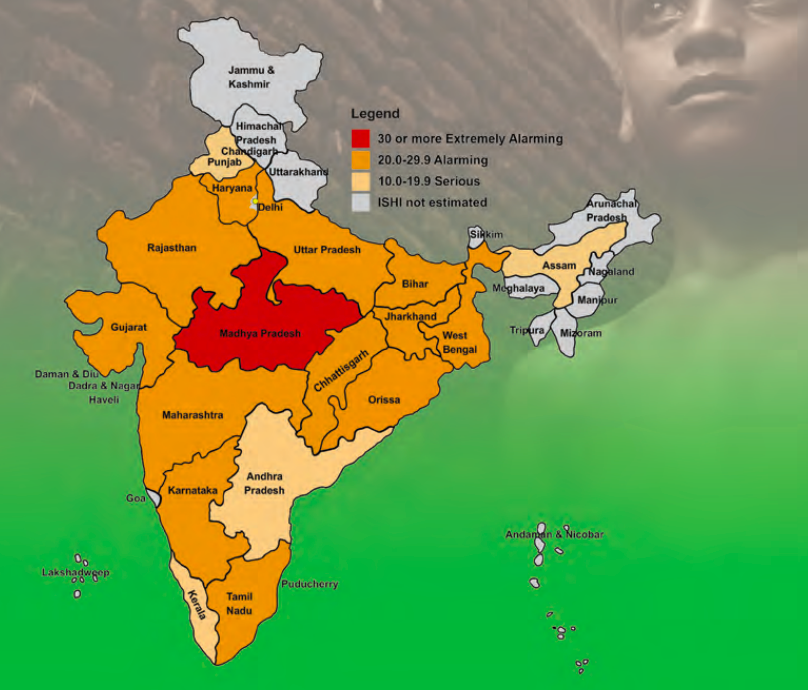 Jammu &
Kashmir
Himachal
Pradesh
Chandigarh
Punjab
Uttarakhand
Haryana
Delhi
Legend
30 or more Extremely Alarming
20.0-29.9 Alarming
10.0-19.9 Serious
ISHI not estimated
Rajasthan
Uttar Pradesh
Bihar
Sikkim
Arunachal
Pradesh
Assam
Nagaland
Meghalaya
Manipur
Tripura
Mizoram
Gujarat
Madhya Pradesh
Jharkhand
West
Bengal
Chhattisgarh
Orissa
Daman & Diu
Dadra & Nagar
Haveli
Maharashtra
Andhra
Pradesh
Karnataka
Goa
Andaman & Nicobar
Lakshadweep
Puducherry
Kerala
Tamil
Nadu